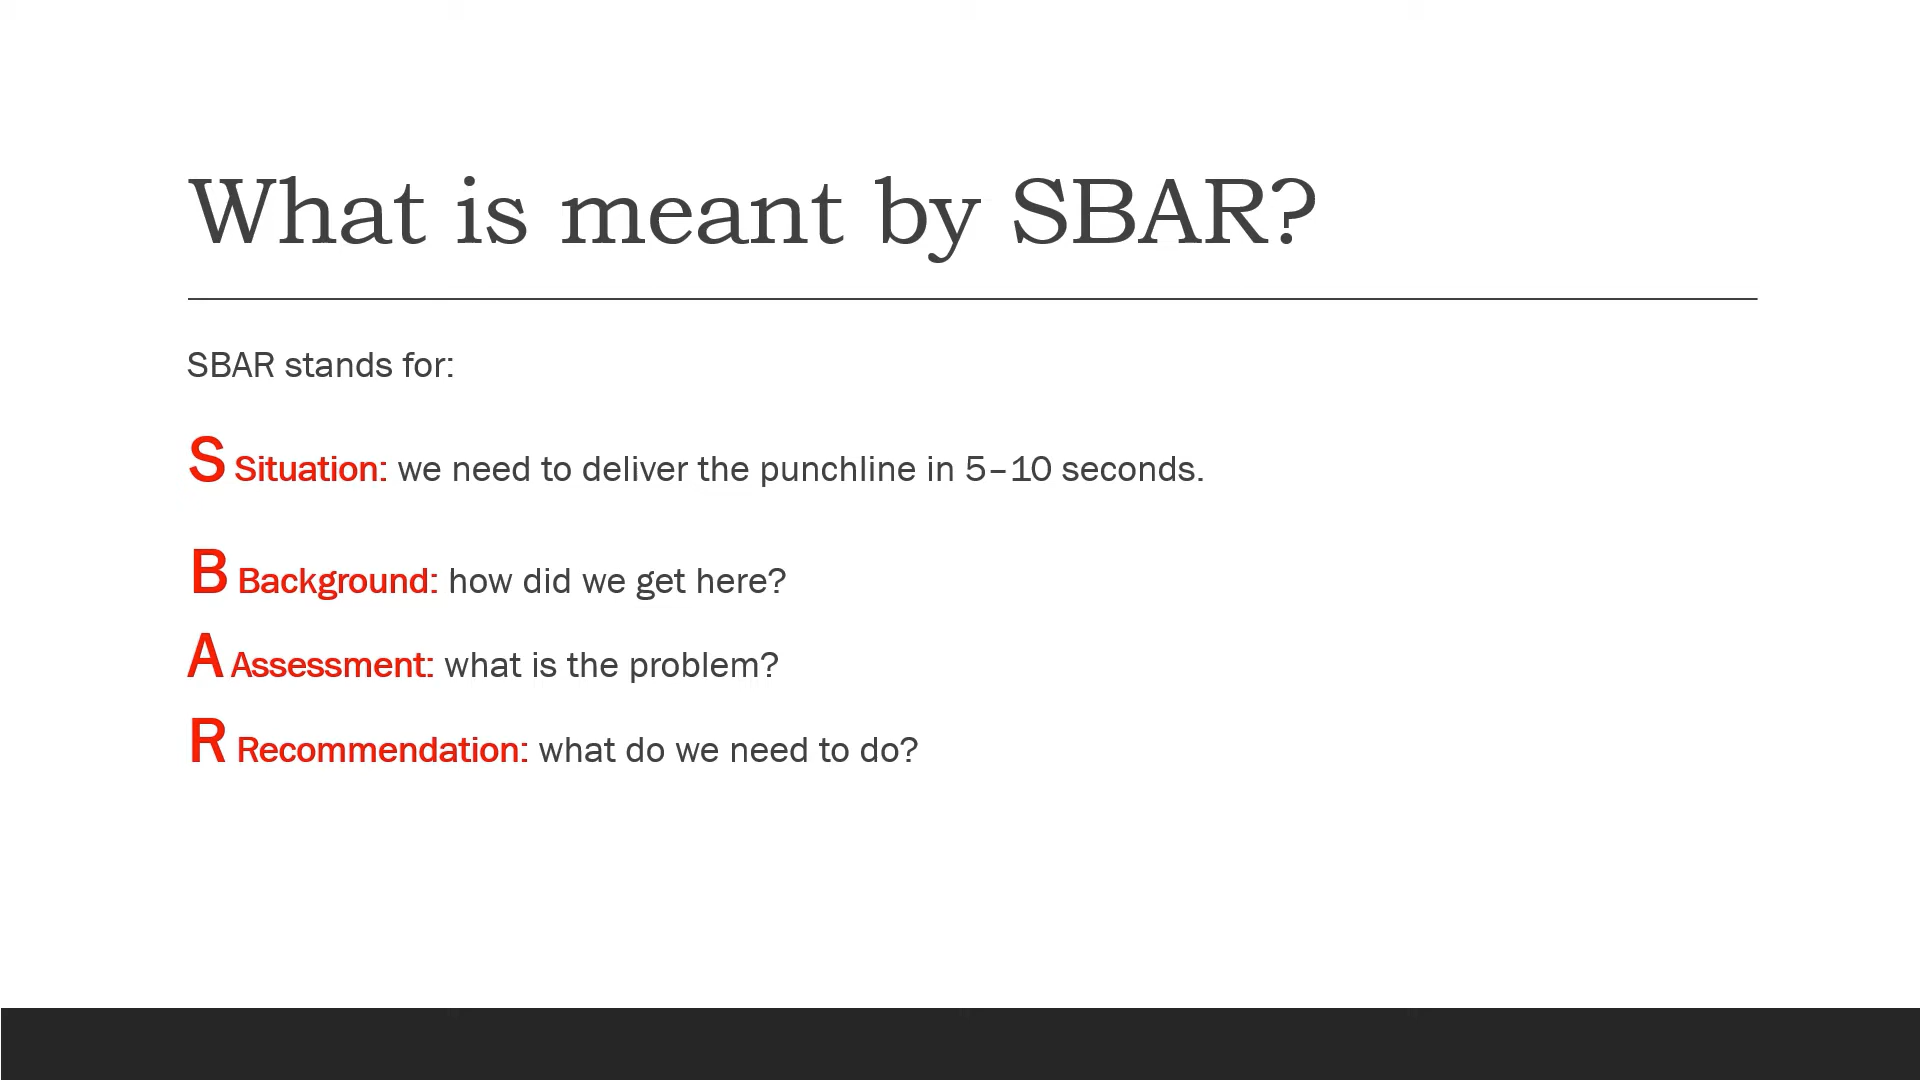 What is meant by SBAR?
SBAR stands for:
S Situation: we need to deliver the punchline in 5–10 seconds.
B Background: how did we get here?
A Assessment: what is the problem?
R Recommendation: what do we need to do?